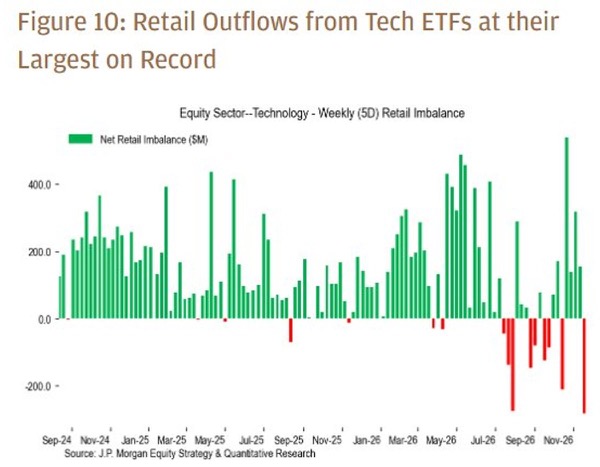 Figure 10: Retail Outflows from Tech ETFs at their
Largest on Record
Equity Sector--Technology - Weekly (5D) Retail Imbalance
Net Retail Imbalance ($M)
400.0
200.0
0.0
-200.0
Sep-24 Nov-24 Jan-25 Mar-25 May-25 Jul-25 Sep-25 Nov-25 Jan-26 Mar-26 May-26 Jul-26 Sep-26 Nov-26
Source: J.P. Morgan Equity Strategy & Quantitative Research